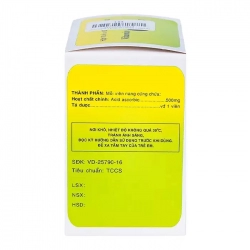 THÀNH PHẦN: Mỗi viên nang cứng chứa:
Hoạt chất chính: Acid ascorbic 500mg
Tá dược vđ 1 viên
NƠI KHÔ, NHIỆT ĐỘ KHÔNG QUÁ 30°C.
TRÁNH ÁNH SÁNG.
ĐỌC KỸ HƯỚNG DẪN SỬ DỤNG TRƯỚC KHI DÙNG.
ĐỂ XA TẦM TAY CỦA TRẺ EM.
SĐK: VD-25796-16
Tiêu chuẩn: TCCS
LSX:
NSX:
HSD: